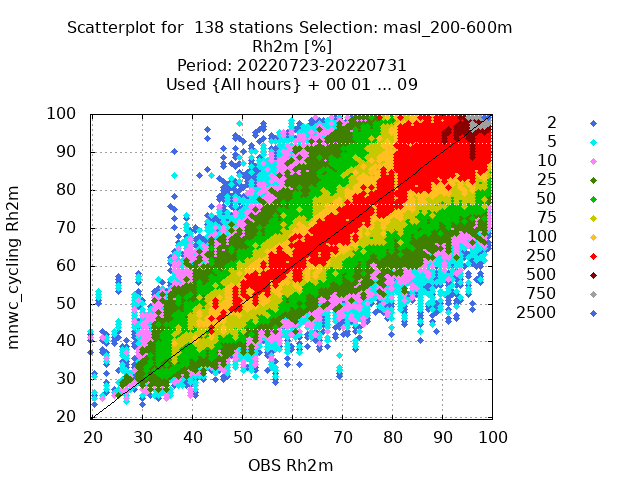 Scatterplot for  138 stations Selection: masl_200-600m
Rh2m [%]
Period: 20220723-20220731
Used {All hours} + 00 01 ... 09
100
90
80
70
60
50
40
30
20
20 30 40 50 60 70 80 90 100
mnwc_cycling Rh2m
OBS Rh2m
2
5
10
25
50
75
100
250
500
750
2500